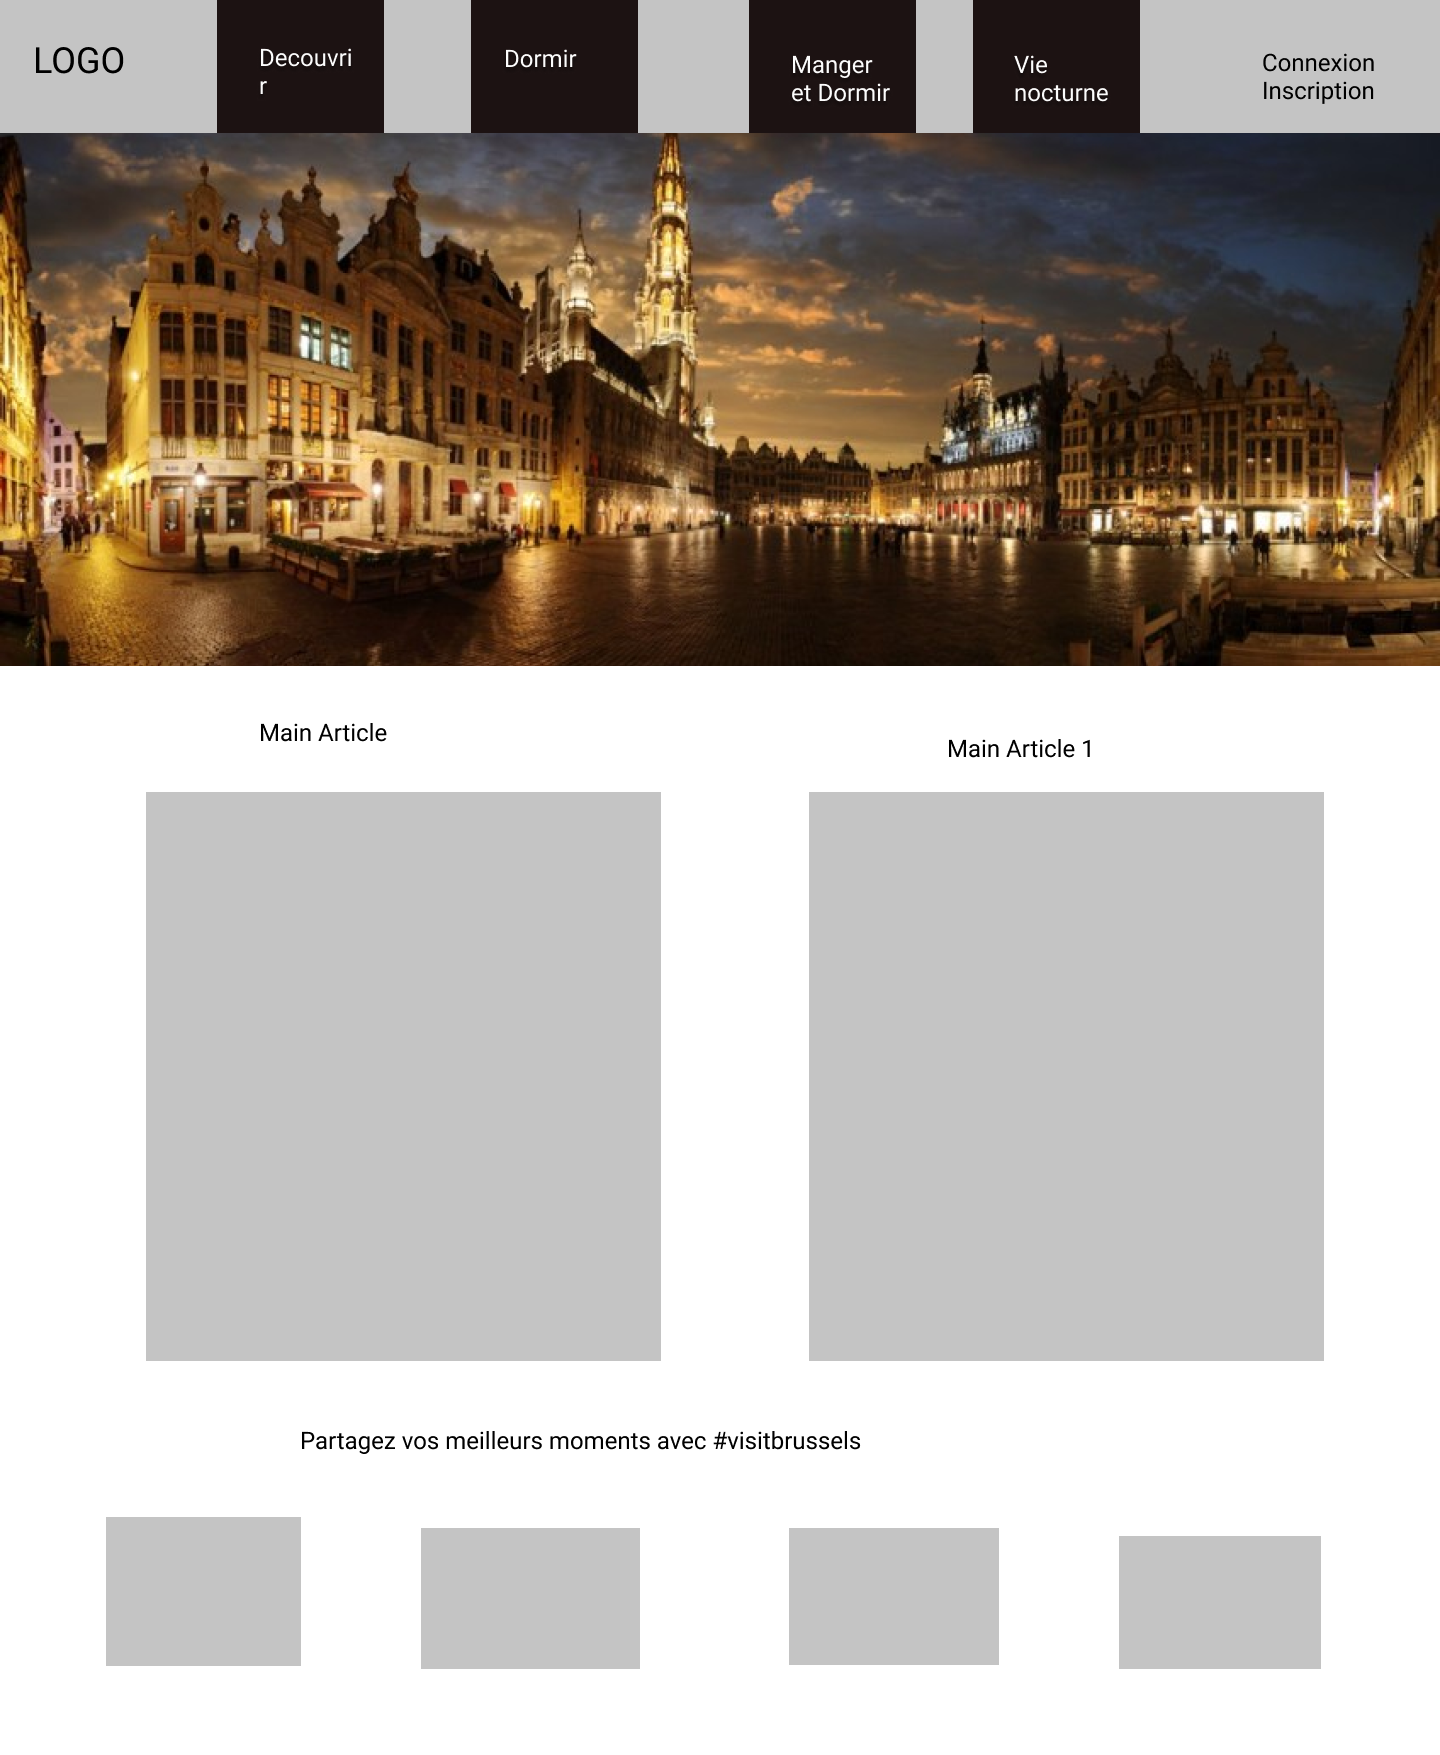 LOGO
Decouvri
r
Dormir
Manger
et Dormir
Vie
nocturne
Connexion
Inscription
Main Article
Main Article 1
Partagez vos meilleurs moments avec #visitbrussels